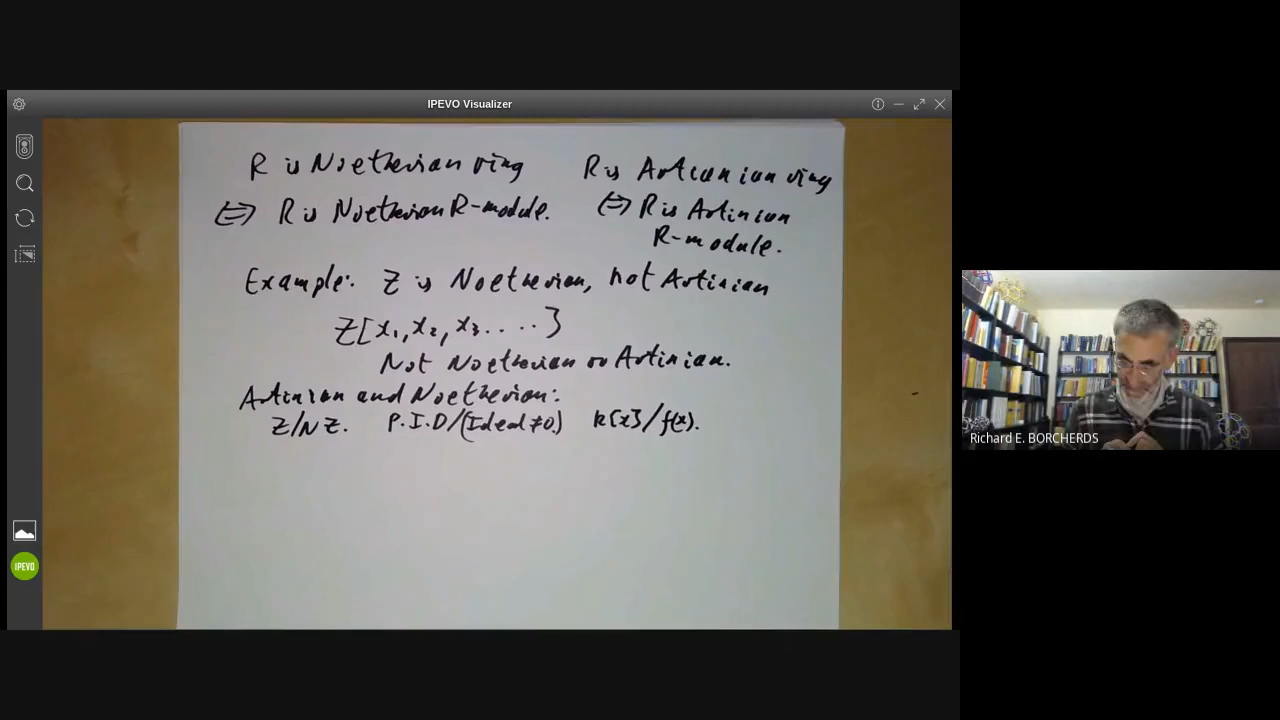 IPEVO Visualizer
R is Noetherian ring
R is Artinian ring
⇔ R is Noetherian R-module.
⇔ R is Artinian
R-module.
Example: Z is Noetherian, not Artinian
Z[x₁, x₂, x₃.....]
Not Noetherian or Artinian.
Artinian and Noetherian:
Z/NZ. P.I.D/(Ideal≠0.) k[x]/f(x).
IPEVO
Richard E. BORCHERDS